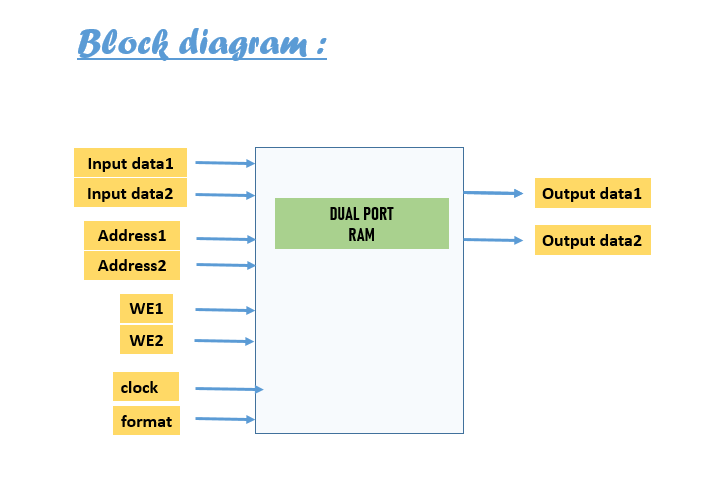 Block diagram :
Input data1
Input data2
Address1
Address2
WE1
WE2
clock
format
DUAL PORT
RAM
Output data1
Output data2